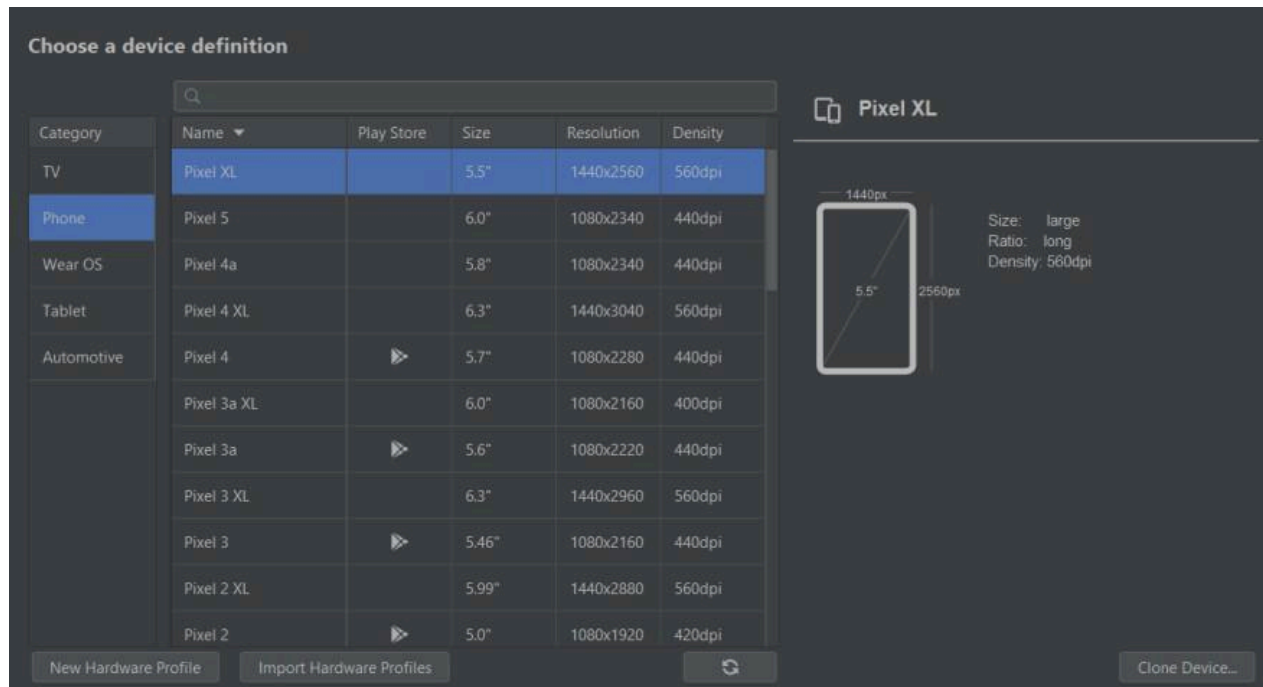 Choose a device definition
Category
TV
Phone
Wear OS
Tablet
Automotive
Name Play Store Size Resolution Density
Pixel XL 5.5" 1440x2560 560dpi
Pixel 5 6.0" 1080x2340 440dpi
Pixel 4a 5.8" 1080x2340 440dpi
Pixel 4 XL 6.3" 1440x3040 560dpi
Pixel 4 5.7" 1080x2280 440dpi
Pixel 3a XL 6.0" 1080x2160 400dpi
Pixel 3a 5.6" 1080x2220 440dpi
Pixel 3 XL 6.3" 1440x2960 560dpi
Pixel 3 5.46" 1080x2160 440dpi
Pixel 2 XL 5.99" 1440x2880 560dpi
Pixel 2 5.0" 1080x1920 420dpi
Pixel XL
1440px
5.5"
2560px
Size: large
Ratio: long
Density: 560dpi
New Hardware Profile
Import Hardware Profiles
Clone Device...